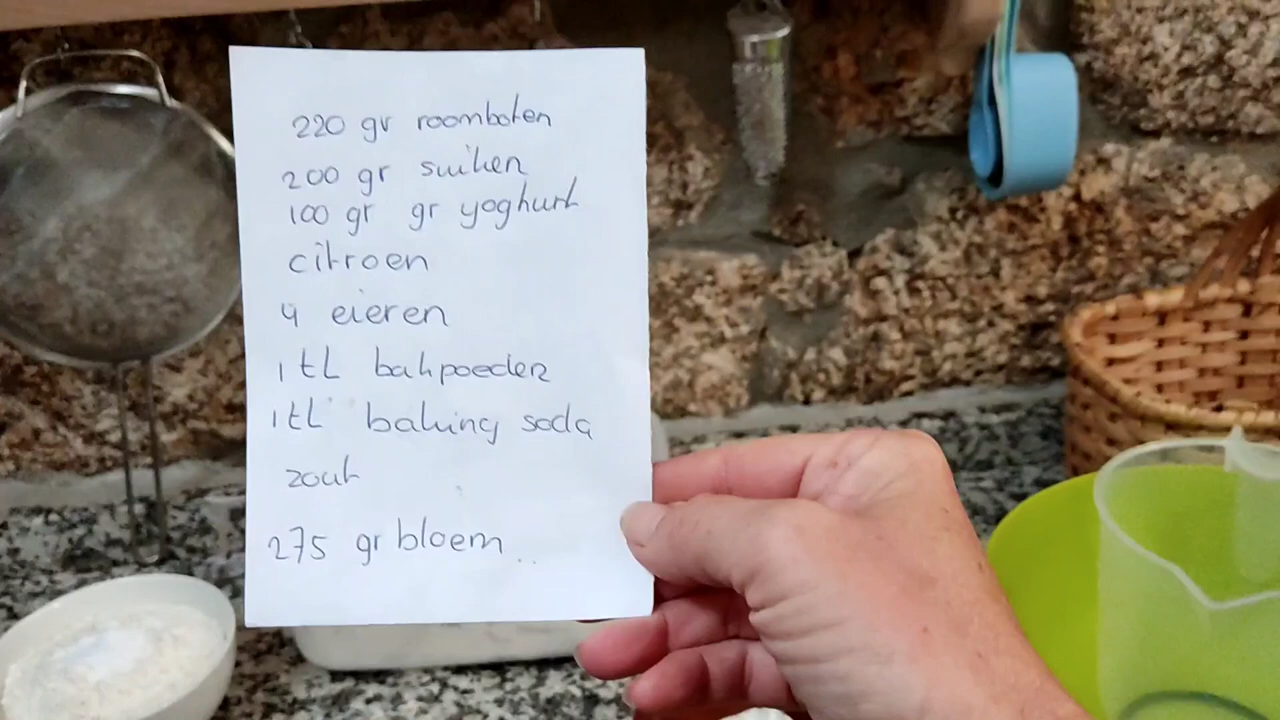 220 gr roomboter
200 gr suiker
100 gr gr yoghurt
citroen
4 eieren
1 tL bakpoeder
1 tL baking soda
zout
275 gr bloem